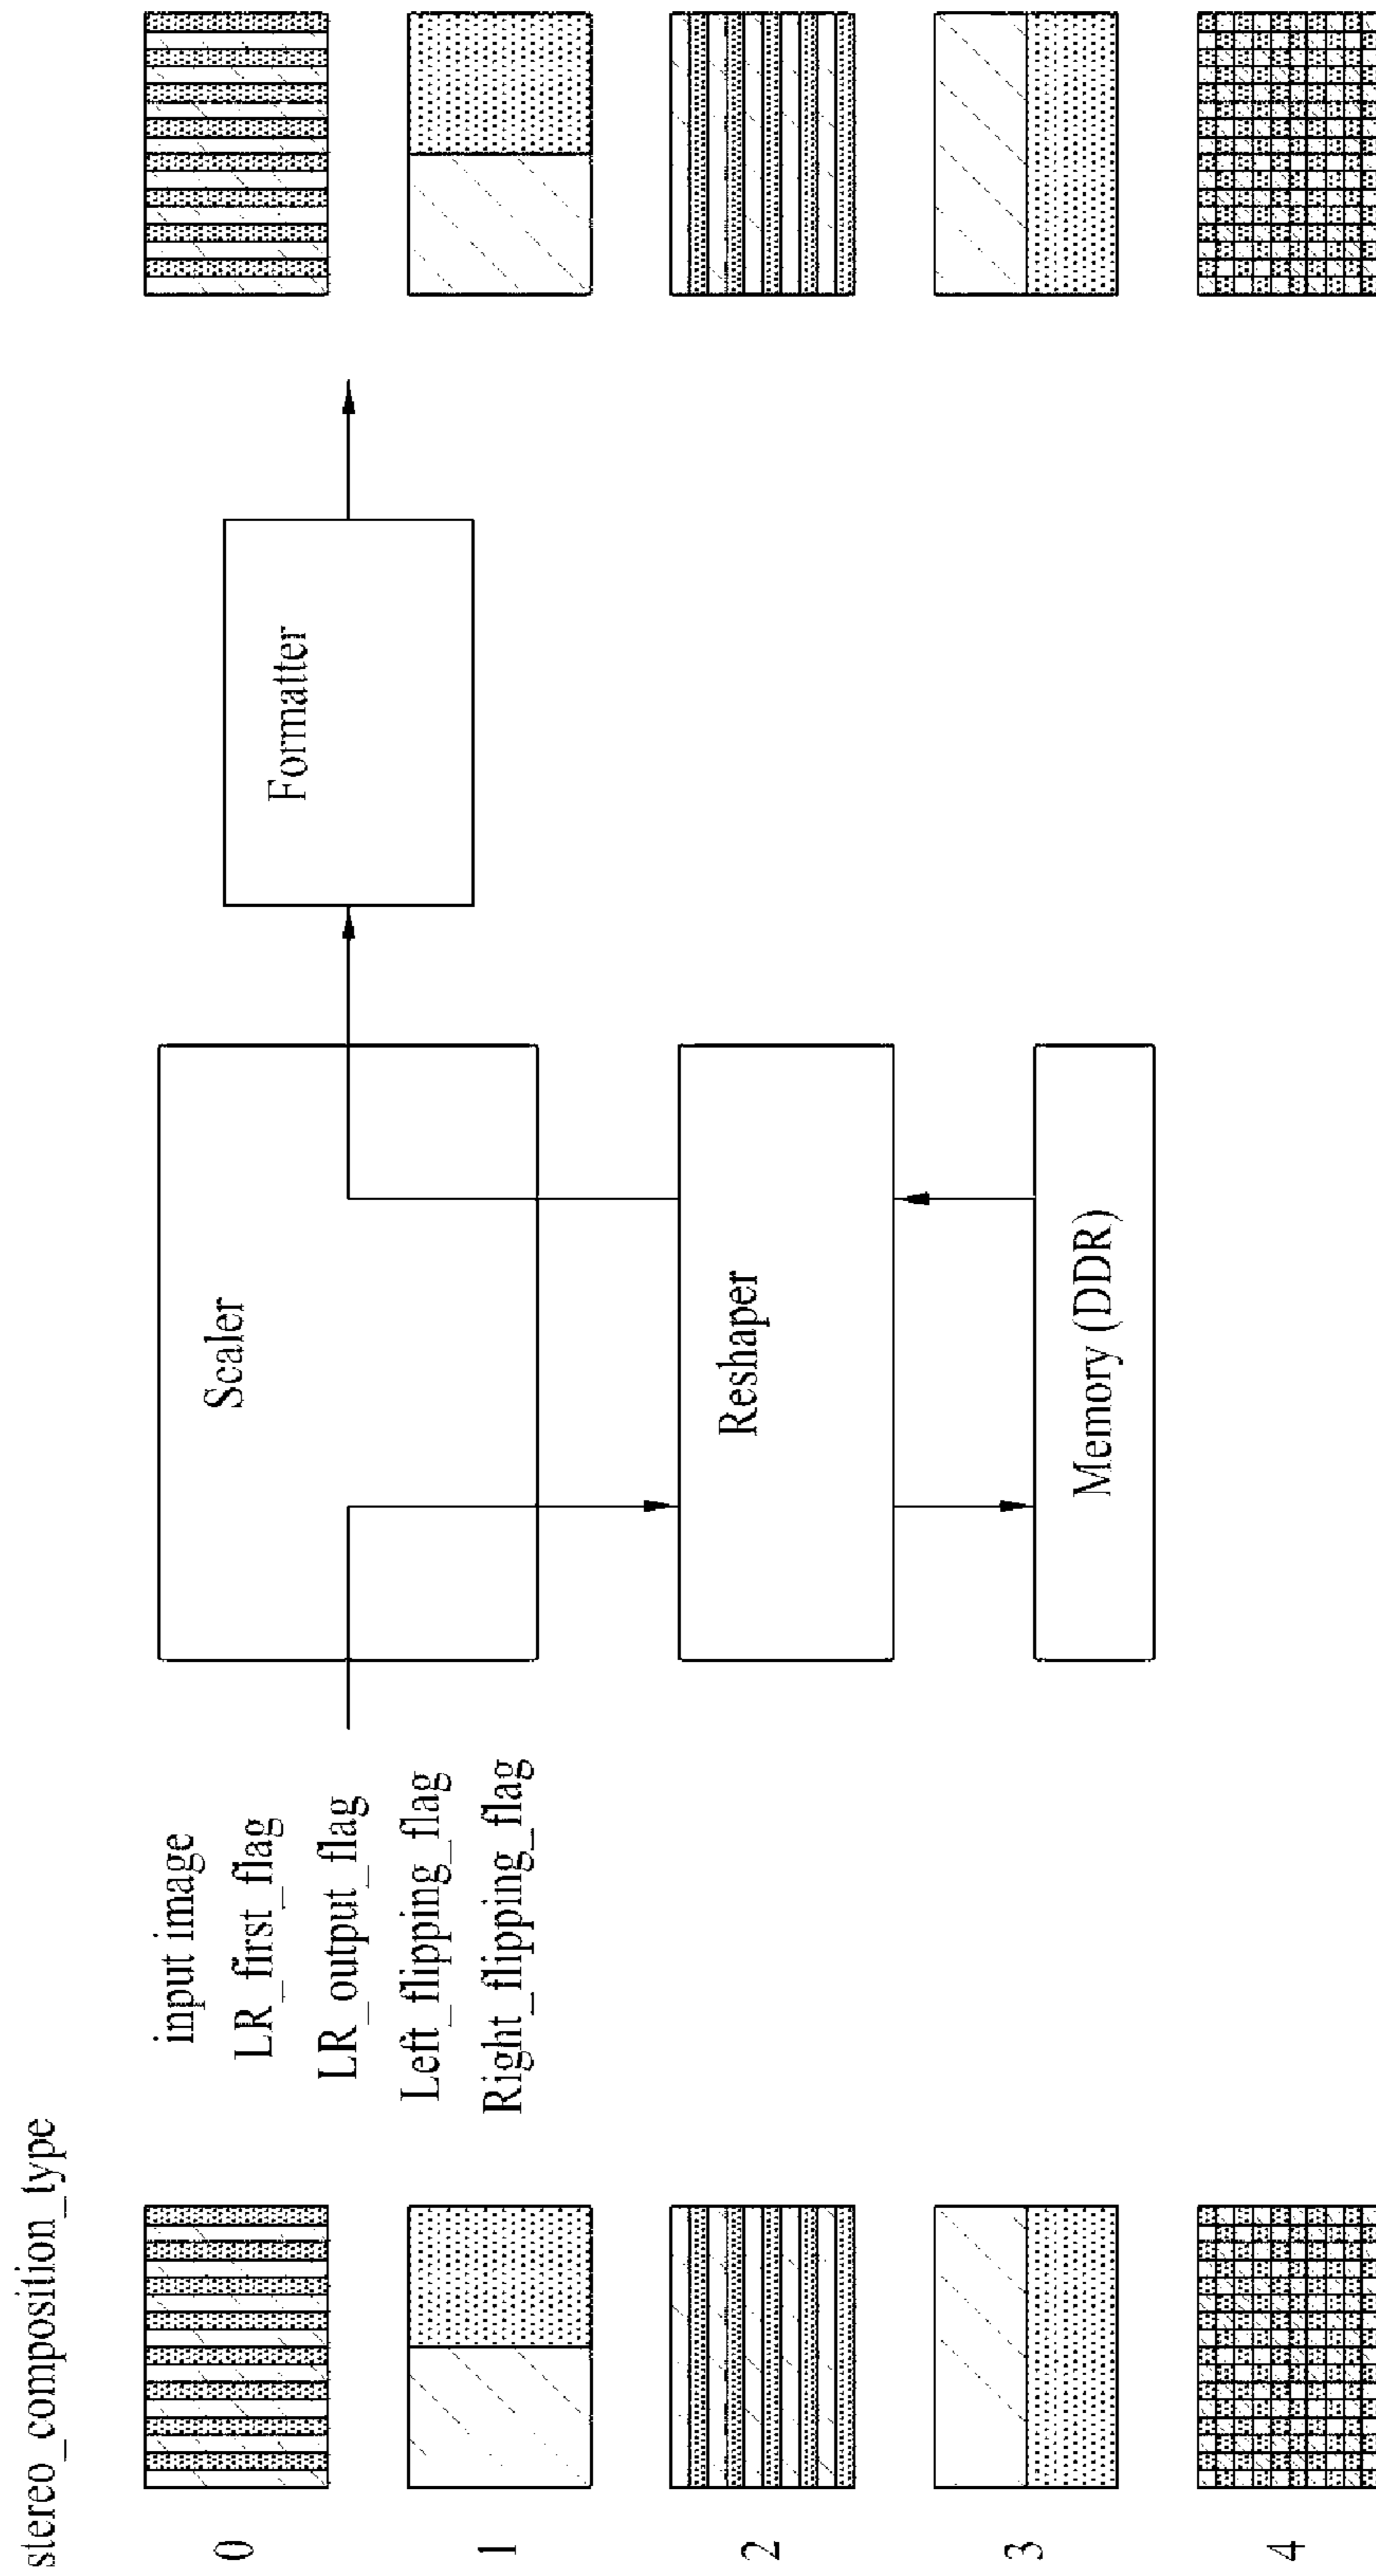 stereo_composition_type
0
1
2
3
4
input image
LR_first_flag
LR_output_flag
Left_flipping_flag
Right_flipping_flag
Scaler
Reshaper
Memory (DDR)
Formatter